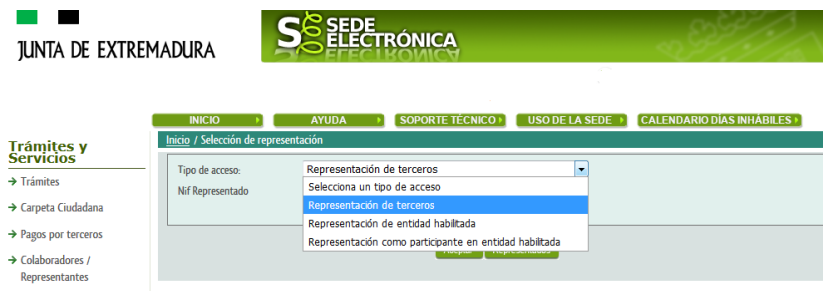 JUNTA DE EXTREMADURA
SEDE
ELECTRÓNICA
INICIO
AYUDA
SOPORTE TÉCNICO
USO DE LA SEDE
CALENDARIO DÍAS INHÁBILES
Inicio / Selección de representación
Trámites y
Servicios
Trámites
Carpeta Ciudadana
Pagos por terceros
Colaboradores /
Representantes
Tipo de acceso:
Representación de terceros
Nif Representado
Selecciona un tipo de acceso
Representación de terceros
Representación de entidad habilitada
Representación como participante en entidad habilitada